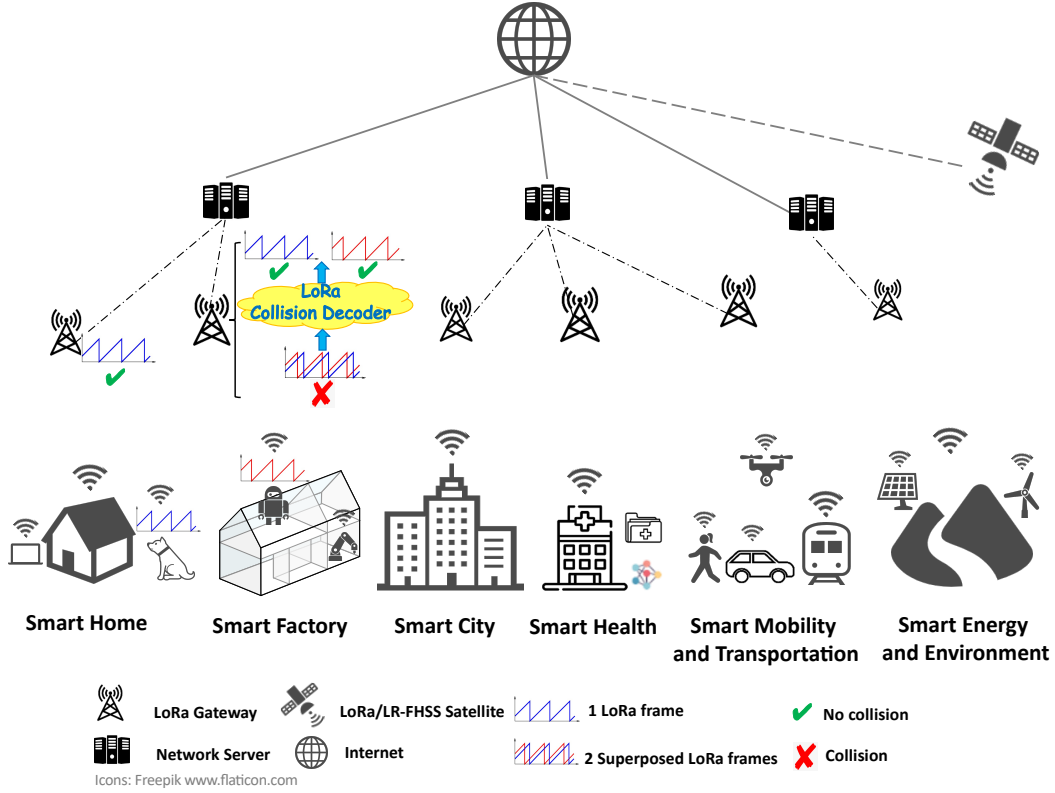 LoRa
Collision Decoder
Smart Home
Smart Factory
Smart City
Smart Health
Smart Mobility
and Transportation
Smart Energy
and Environment
LoRa Gateway
LoRa/LR-FHSS Satellite
1 LoRa frame
No collision
Network Server
Internet
2 Superposed LoRa frames
Collision
Icons: Freepik www.flaticon.com